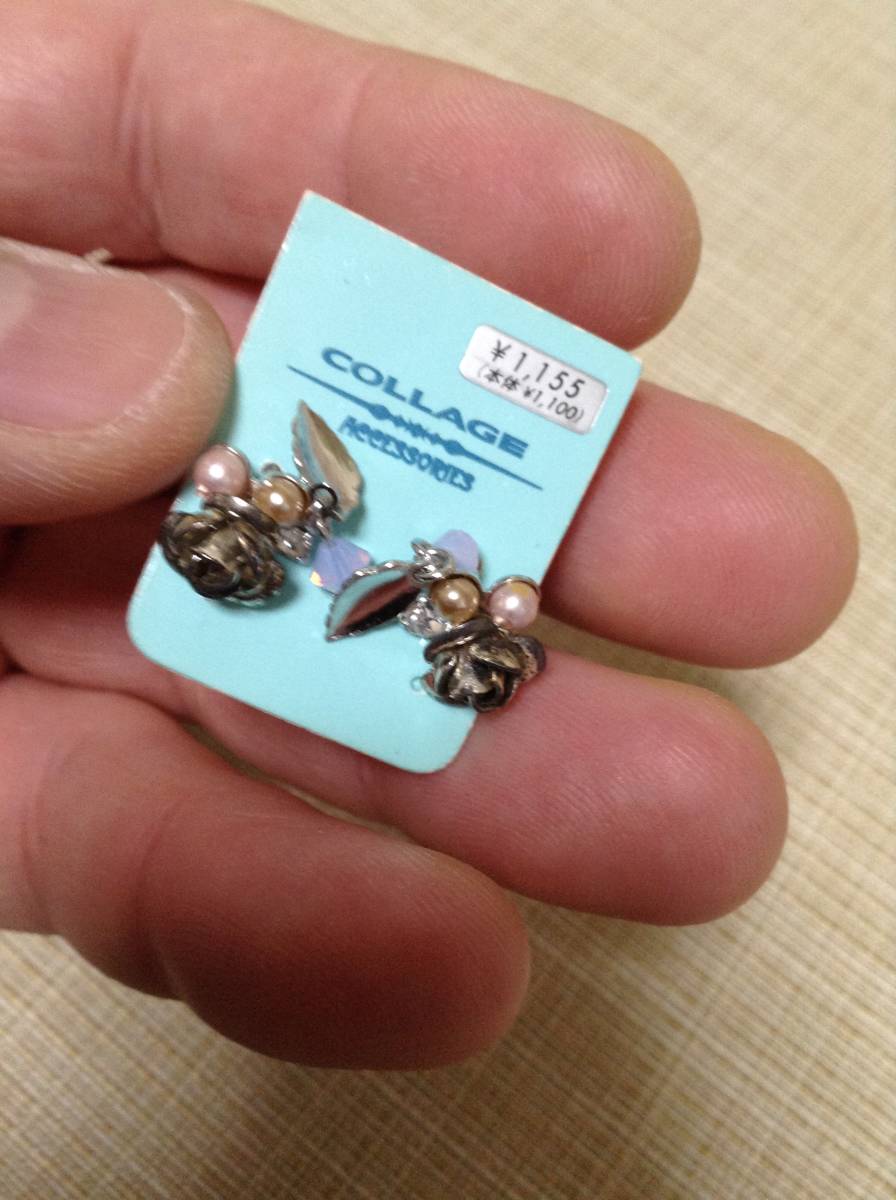 ¥1,155
(本体¥1,100)
COLLAGE
ACCESSORIES